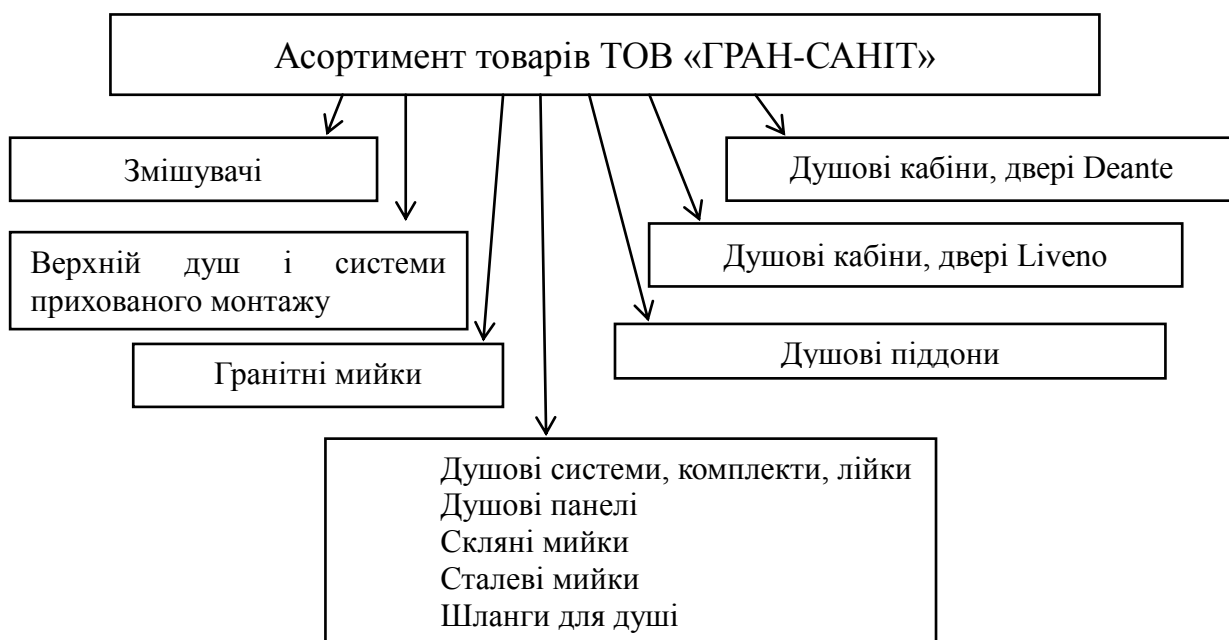 Асортимент товарів ТОВ «ГРАН-САНІТ»
Змішувачі
Душові кабіни, двері Deante
Верхній душ і системи
прихованого монтажу
Душові кабіни, двері Liveno
Гранітні мийки
Душові піддони
Душові системи, комплекти, лійки
Душові панелі
Скляні мийки
Сталеві мийки
Шланги для душі